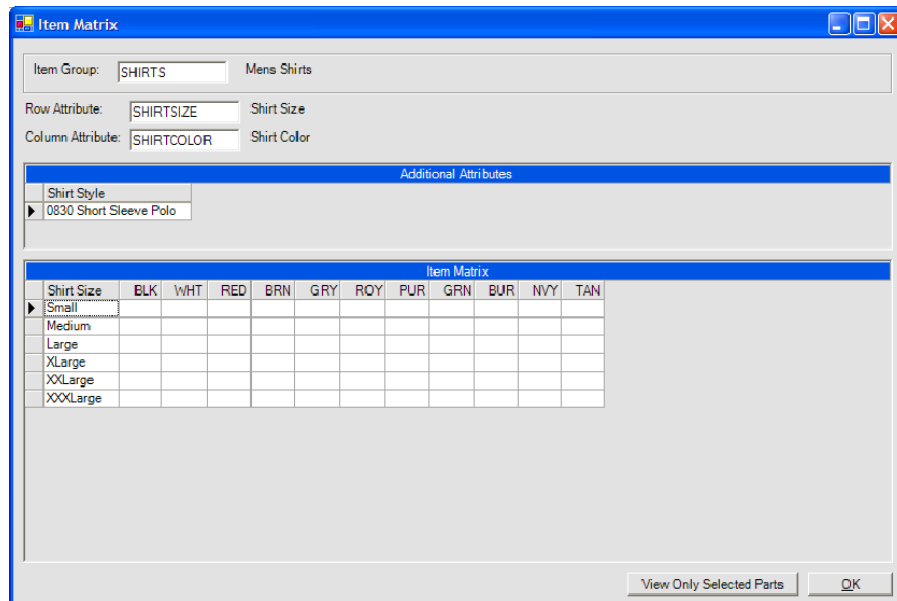 Item Matrix
Item Group: SHIRTS Mens Shirts
Row Attribute: SHIRTSIZE Shirt Size
Column Attribute: SHIRTCOLOR Shirt Color
Additional Attributes
Shirt Style
0830 Short Sleeve Polo
Item Matrix
Shirt Size BLK WHT RED BRN GRY ROY PUR GRN BUR NVY TAN
Small
Medium
Large
XLarge
XXLarge
XXXLarge
View Only Selected Parts OK